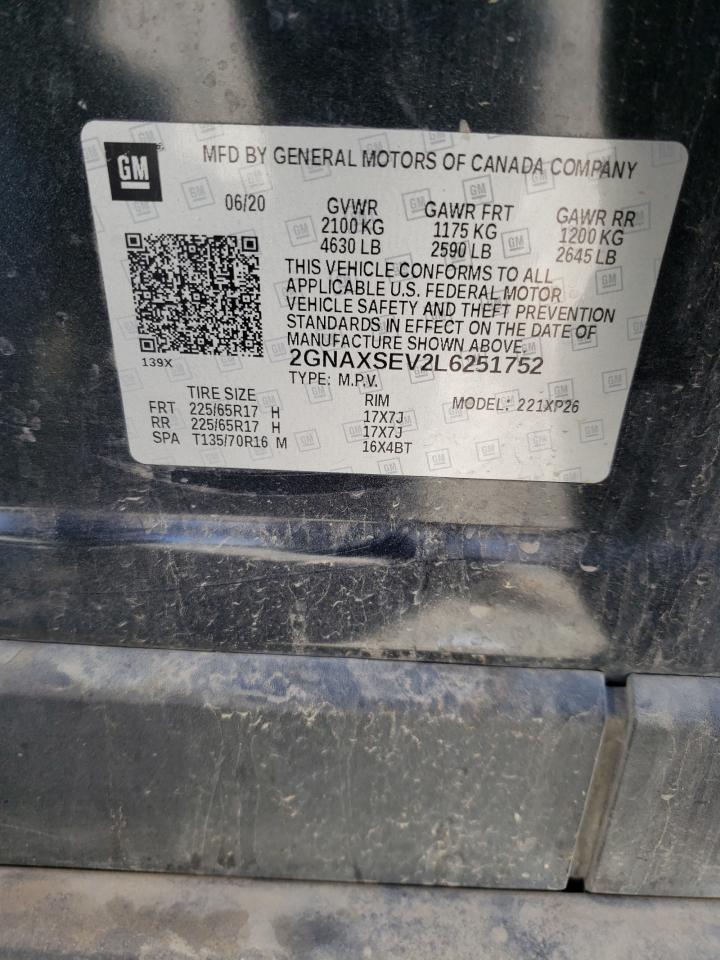 GM
MFD BY GENERAL MOTORS OF CANADA COMPANY
06/20 GVWR GAWR FRT GAWR RR
2100 KG 1175 KG 1200 KG
4630 LB 2590 LB 2645 LB
THIS VEHICLE CONFORMS TO ALL
APPLICABLE U.S. FEDERAL MOTOR
VEHICLE SAFETY AND THEFT PREVENTION
STANDARDS IN EFFECT ON THE DATE OF
MANUFACTURE SHOWN ABOVE.
139X 2GNAXSEV2L6251752
TYPE: M.P.V.
TIRE SIZE RIM MODEL: 221XP26
FRT 225/65R17 H 17X7J
RR 225/65R17 H 17X7J
SPA T135/70R16 M 16X4BT